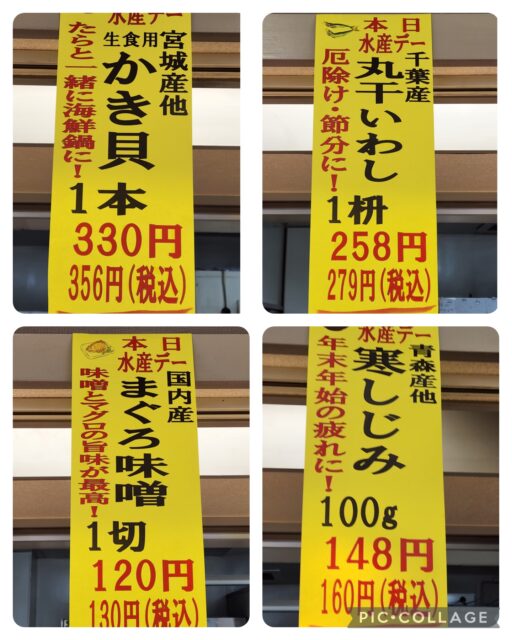 水産デー
宮城産他
生食用
かき貝
たらと一緒に海鮮鍋に!
1本
330円
356円(税込)
本日
水産デー
千葉産
丸干いわし
厄除け・節分に!
1枡
258円
279円(税込)
本日
水産デー
国内産
まぐろ味噌
味噌とマグロの旨味が最高!
1切
120円
130円(税込)
水産デー
青森産他
寒しじみ
年末年始の疲れに!
100g
148円
160円(税込)
PIC•COLLAGE